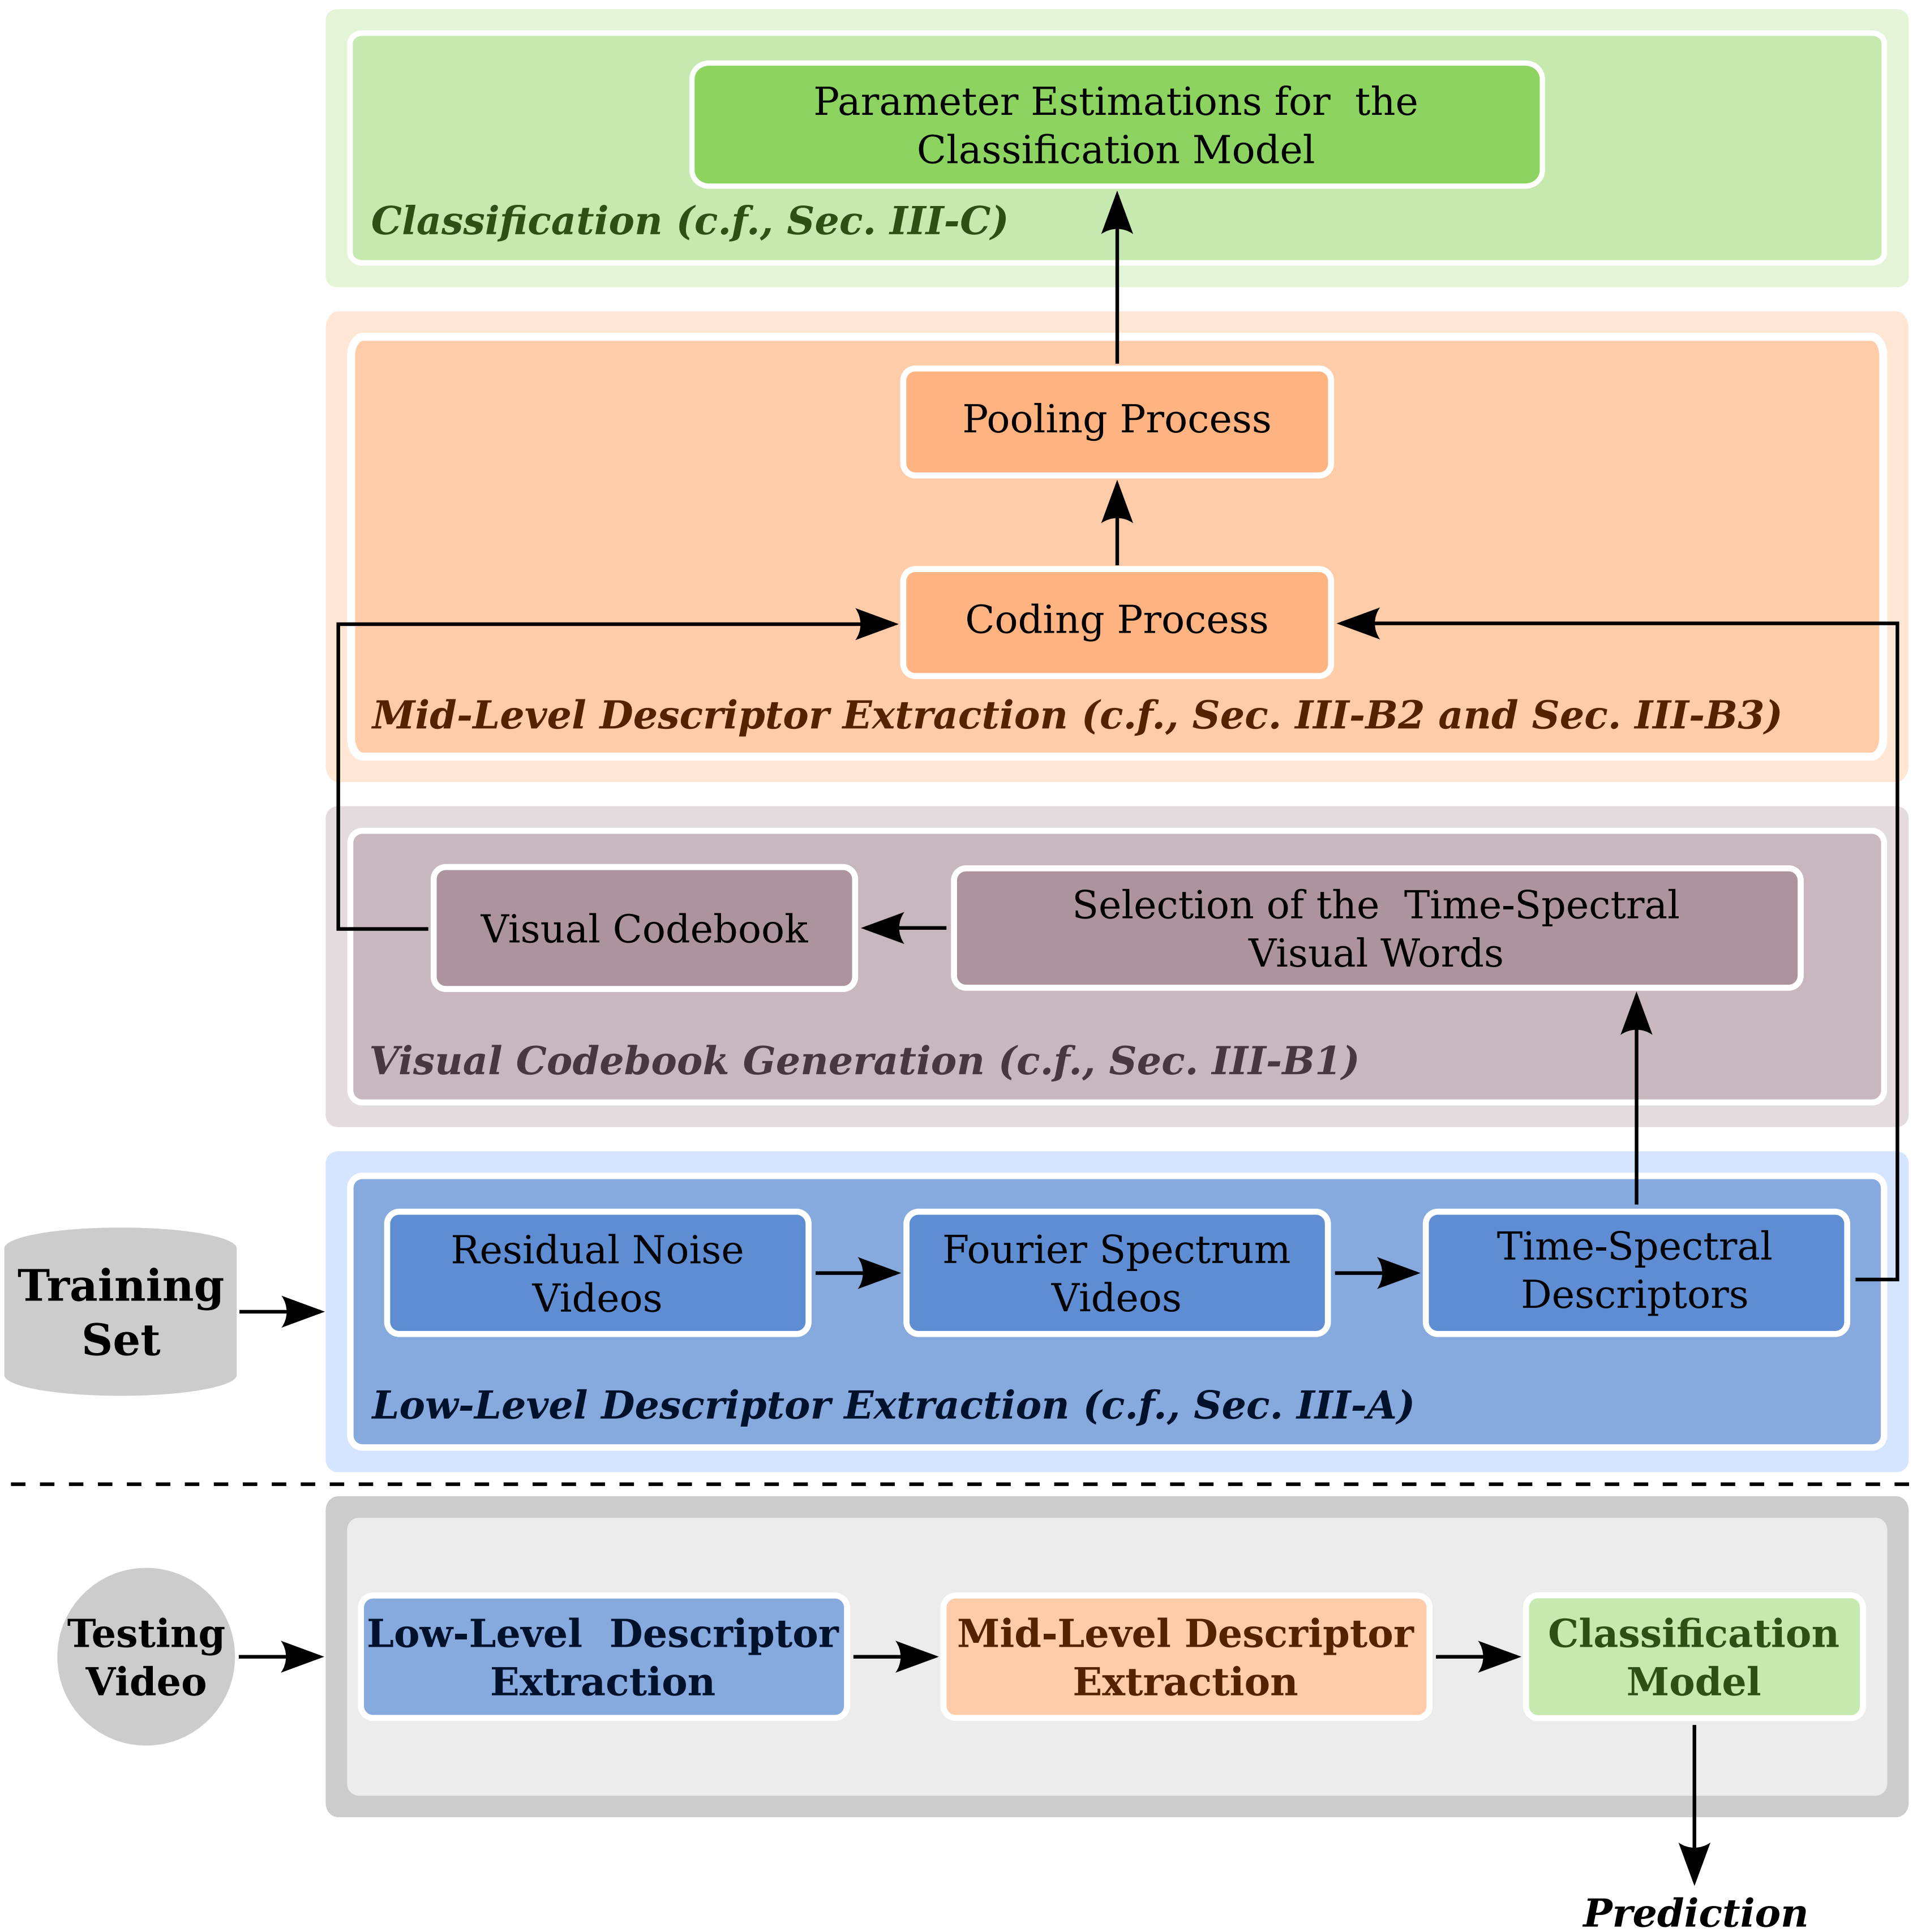 Parameter Estimations for the
Classification Model
Classification (c.f., Sec. III-C)
Pooling Process
Coding Process
Mid-Level Descriptor Extraction (c.f., Sec. III-B2 and Sec. III-B3)
Visual Codebook
Selection of the Time-Spectral
Visual Words
Visual Codebook Generation (c.f., Sec. III-B1)
Training
Set
Residual Noise
Videos
Fourier Spectrum
Videos
Time-Spectral
Descriptors
Low-Level Descriptor Extraction (c.f., Sec. III-A)
Testing
Video
Low-Level Descriptor
Extraction
Mid-Level Descriptor
Extraction
Classification
Model
Prediction